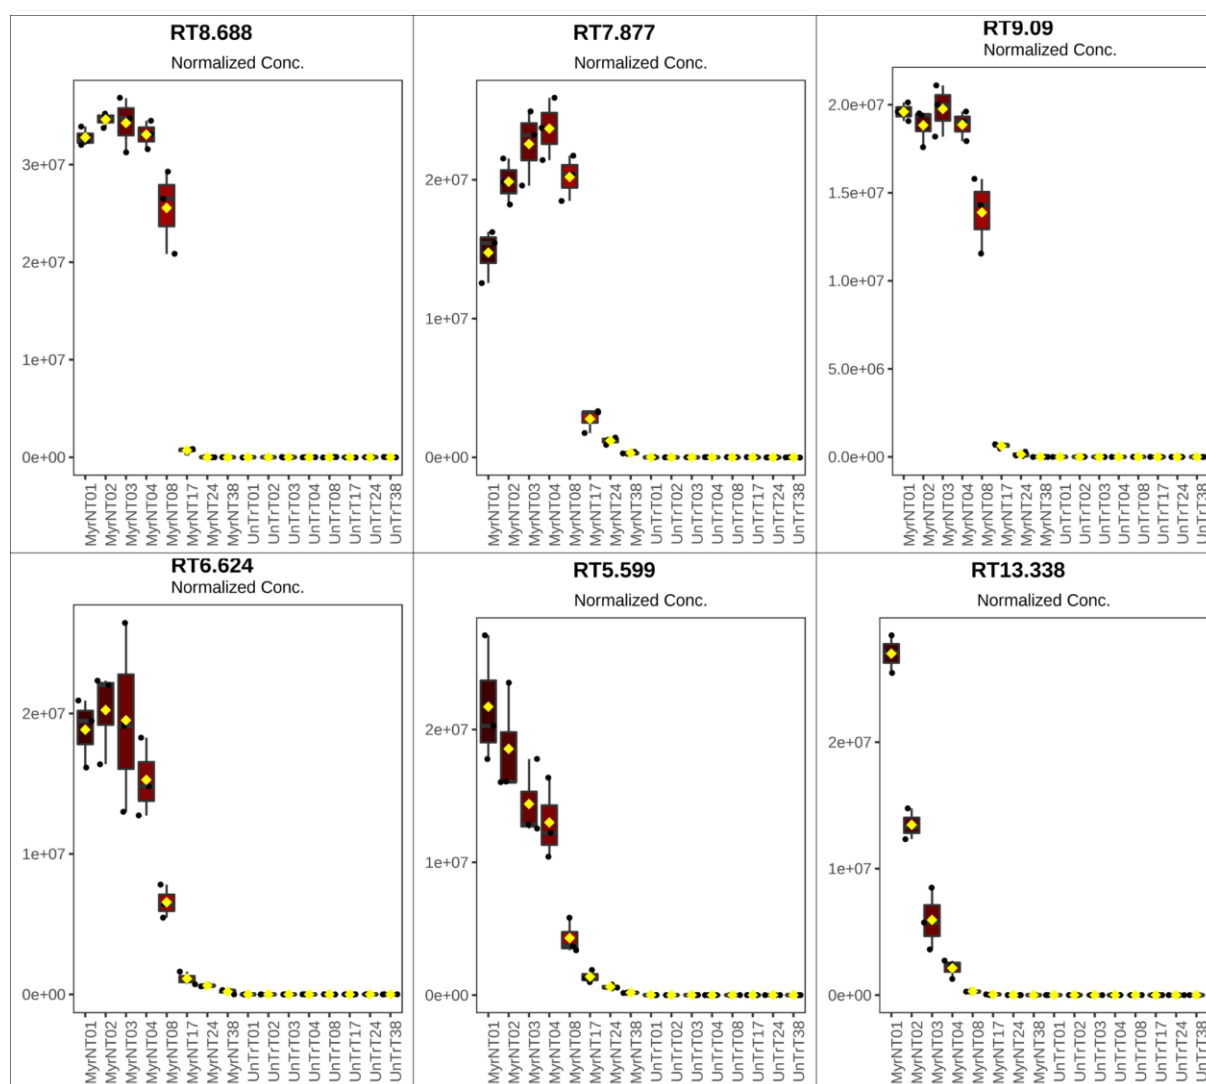 RT8.688
Normalized Conc.
3e+07
2e+07
1e+07
0e+00
MyrNT01
MyrNT02
MyrNT03
MyrNT04
MyrNT08
MyrNT17
MyrNT24
MyrNT38
UnTrT01
UnTrT02
UnTrT03
UnTrT04
UnTrT08
UnTrT17
UnTrT24
UnTrT38
RT7.877
Normalized Conc.
2e+07
1e+07
0e+00
MyrNT01
MyrNT02
MyrNT03
MyrNT04
MyrNT08
MyrNT17
MyrNT24
MyrNT38
UnTrT01
UnTrT02
UnTrT03
UnTrT04
UnTrT08
UnTrT17
UnTrT24
UnTrT38
RT9.09
Normalized Conc.
2.0e+07
1.5e+07
1.0e+07
5.0e+06
0.0e+00
MyrNT01
MyrNT02
MyrNT03
MyrNT04
MyrNT08
MyrNT17
MyrNT24
MyrNT38
UnTrT01
UnTrT02
UnTrT03
UnTrT04
UnTrT08
UnTrT17
UnTrT24
UnTrT38
RT6.624
Normalized Conc.
2e+07
1e+07
0e+00
MyrNT01
MyrNT02
MyrNT03
MyrNT04
MyrNT08
MyrNT17
MyrNT24
MyrNT38
UnTrT01
UnTrT02
UnTrT03
UnTrT04
UnTrT08
UnTrT17
UnTrT24
UnTrT38
RT5.599
Normalized Conc.
2e+07
1e+07
0e+00
MyrNT01
MyrNT02
MyrNT03
MyrNT04
MyrNT08
MyrNT17
MyrNT24
MyrNT38
UnTrT01
UnTrT02
UnTrT03
UnTrT04
UnTrT08
UnTrT17
UnTrT24
UnTrT38
RT13.338
Normalized Conc.
2e+07
1e+07
0e+00
MyrNT01
MyrNT02
MyrNT03
MyrNT04
MyrNT08
MyrNT17
MyrNT24
MyrNT38
UnTrT01
UnTrT02
UnTrT03
UnTrT04
UnTrT08
UnTrT17
UnTrT24
UnTrT38